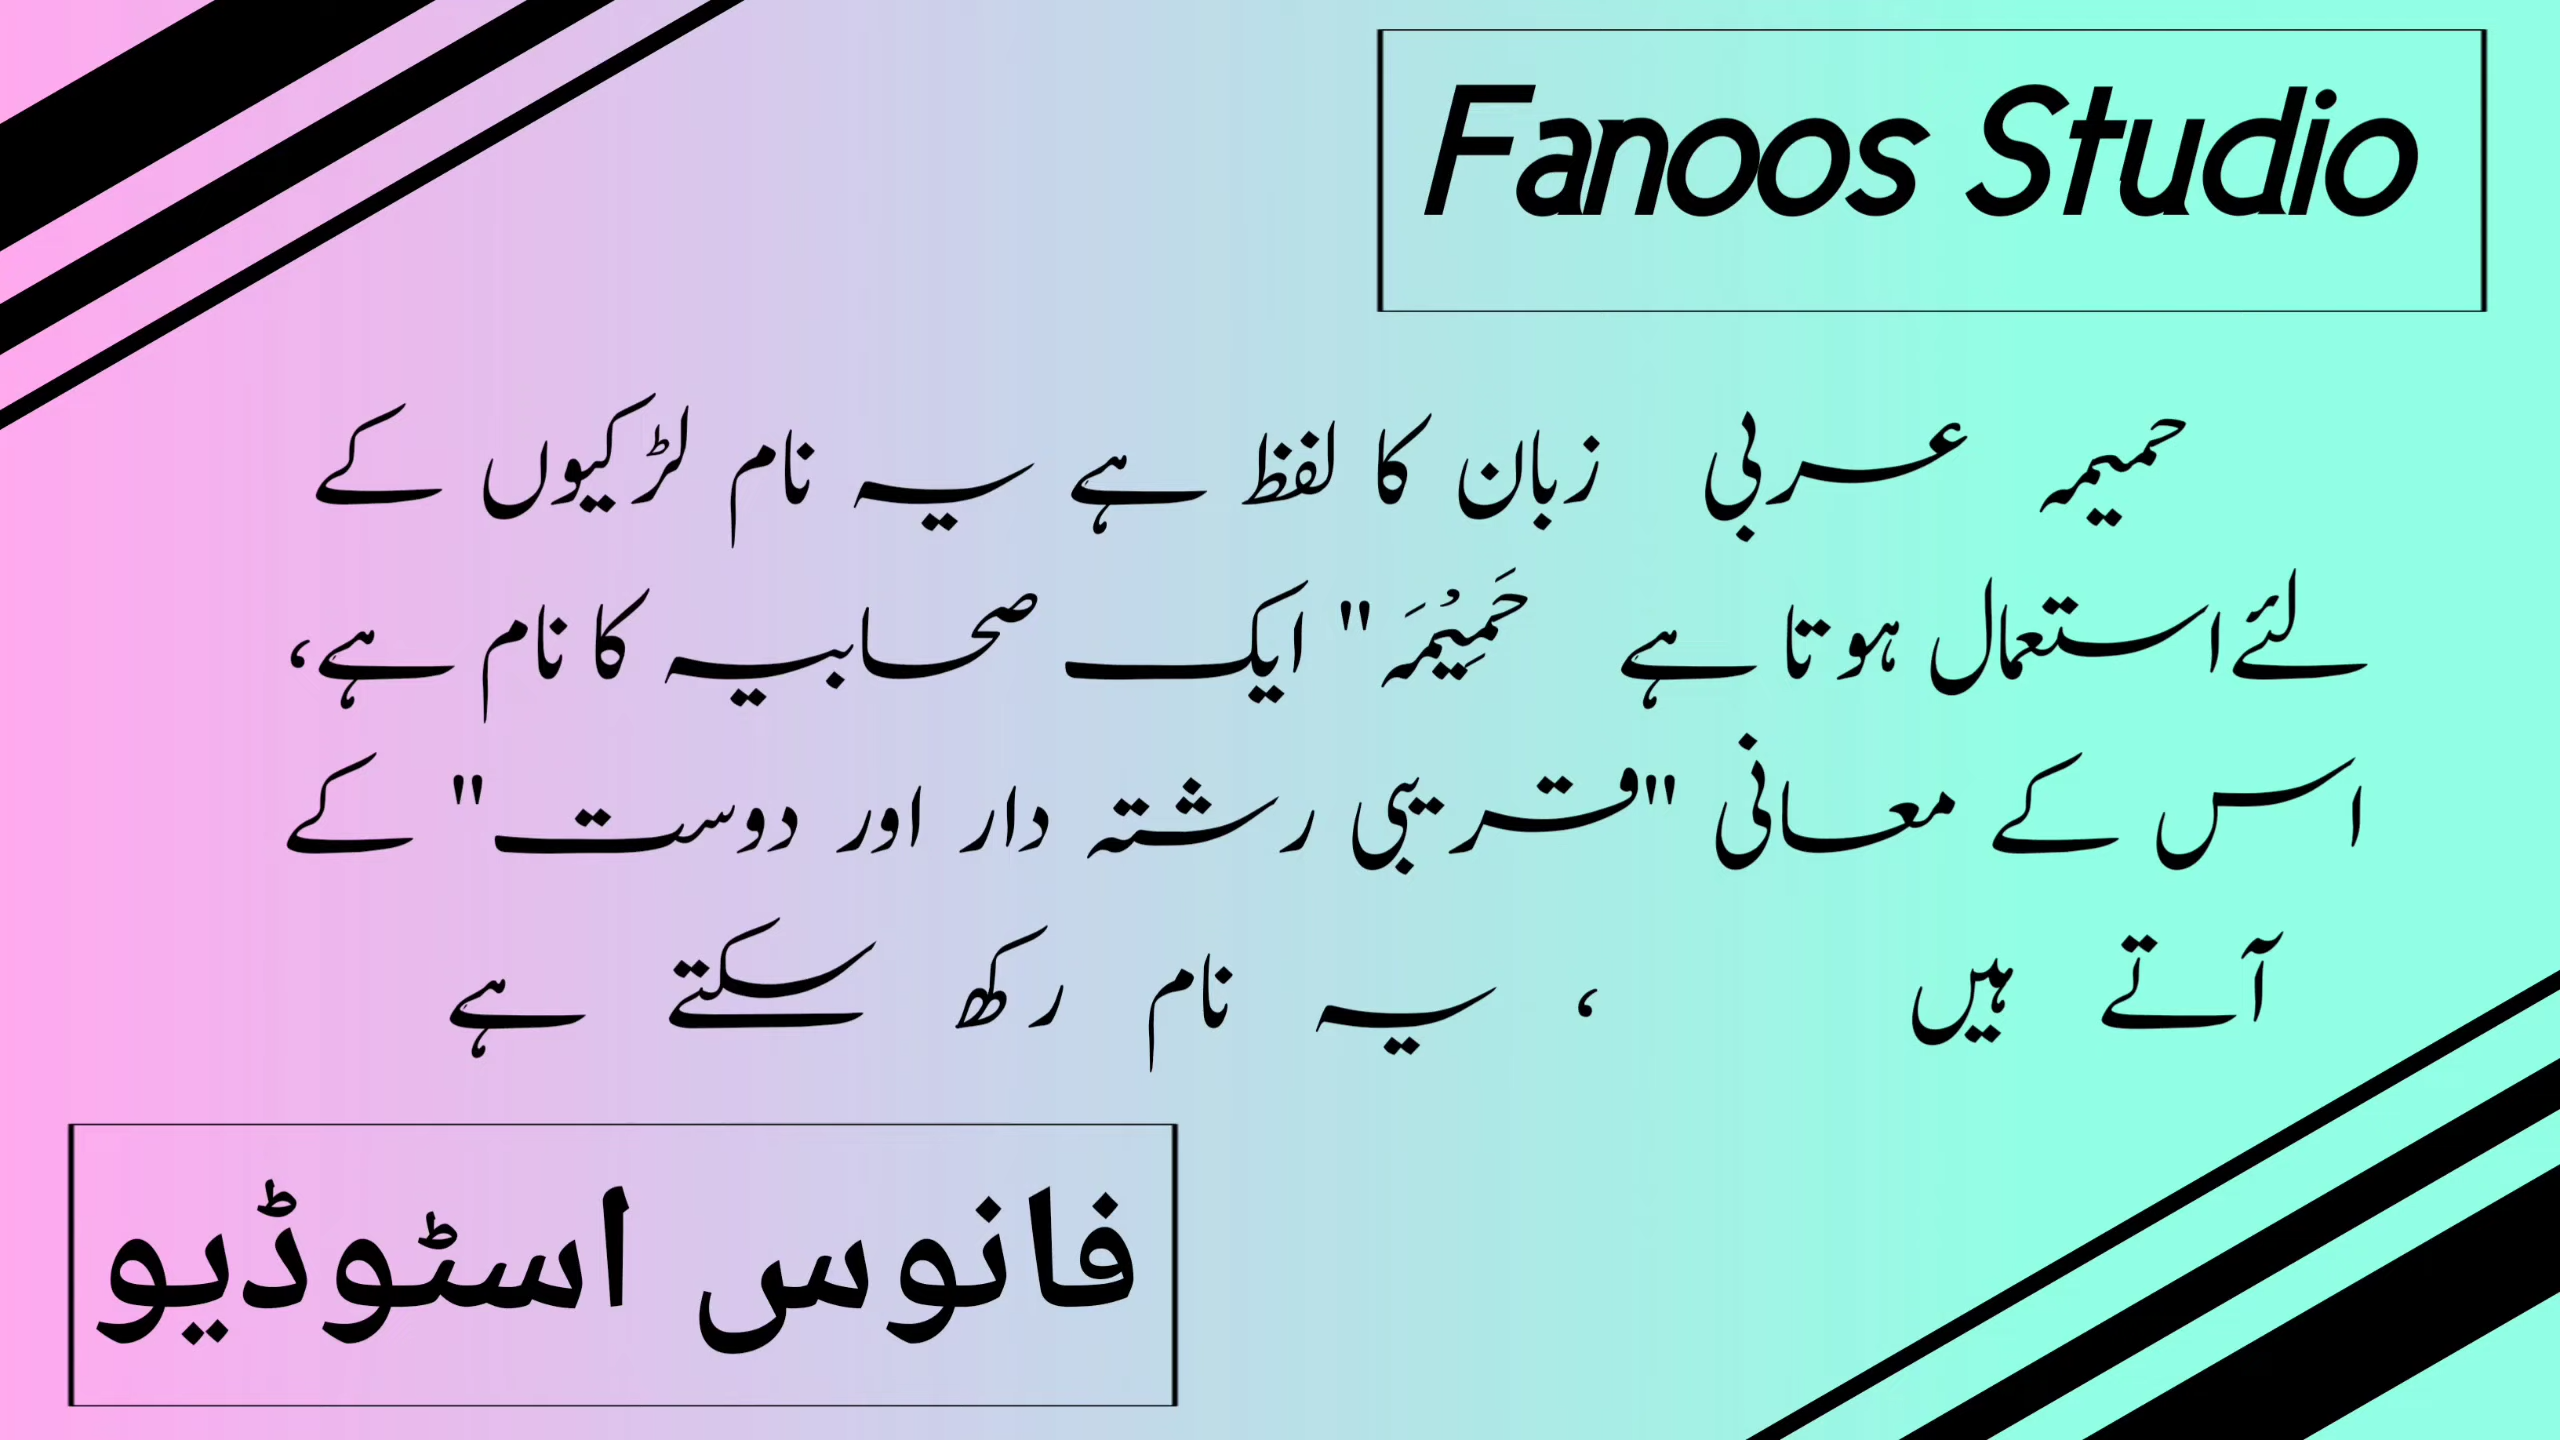 Fanoos Studio
حمیمہ عربی زبان کا لفظ ہے یہ نام لڑکیوں کے
لئے استعمال ہوتا ہے حَمِیْمَہ" ایک صحابیہ کا نام ہے،
اس کے معانی "قریبی رشتہ دار اور دوست" کے
آتے ہیں ، یہ نام رکھ سکتے ہے
فانوس اسٹوڈیو